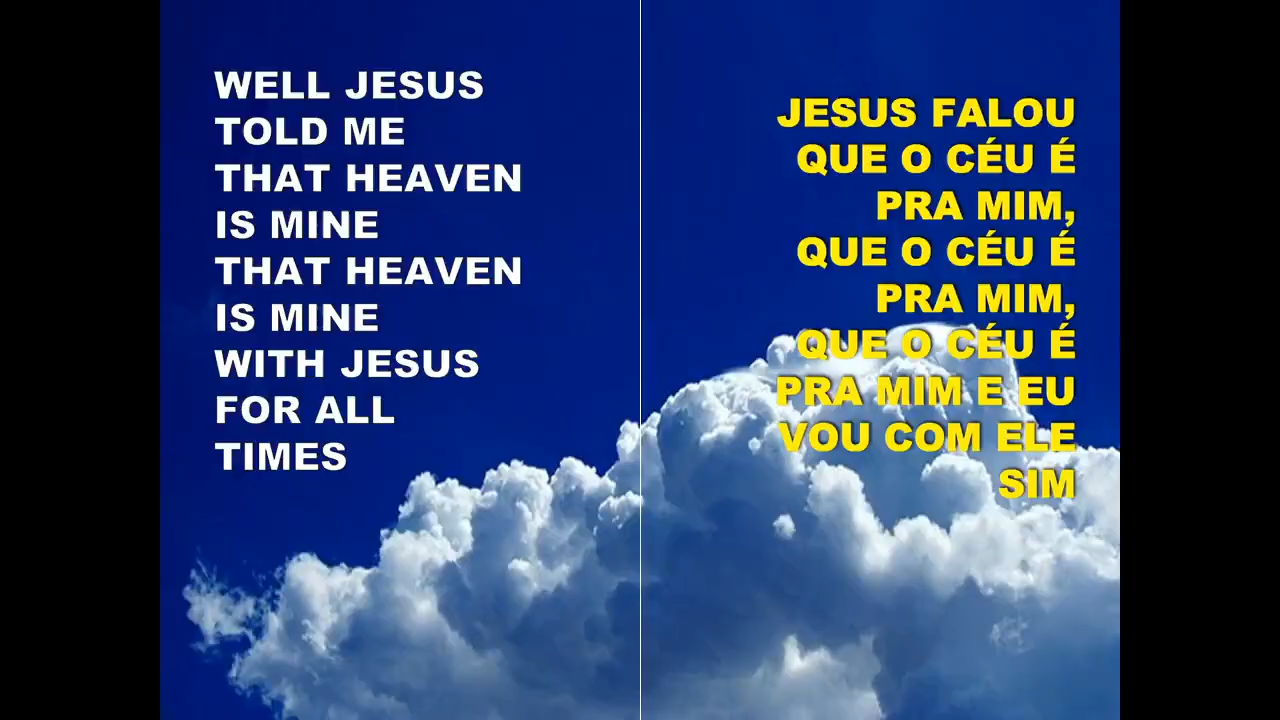 WELL JESUS
TOLD ME
THAT HEAVEN
IS MINE
THAT HEAVEN
IS MINE
WITH JESUS
FOR ALL
TIMES
JESUS FALOU
QUE O CÉU É
PRA MIM,
QUE O CÉU É
PRA MIM,
QUE O CÉU É
PRA MIM E EU
VOU COM ELE
SIM